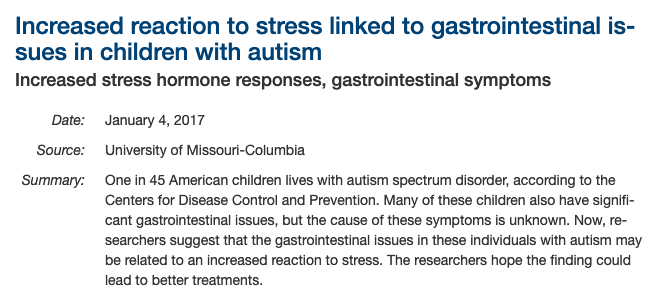 Increased reaction to stress linked to gastrointestinal is-
sues in children with autism
Increased stress hormone responses, gastrointestinal symptoms
Date: January 4, 2017
Source: University of Missouri-Columbia
Summary: One in 45 American children lives with autism spectrum disorder, according to the
Centers for Disease Control and Prevention. Many of these children also have signifi-
cant gastrointestinal issues, but the cause of these symptoms is unknown. Now, re-
searchers suggest that the gastrointestinal issues in these individuals with autism may
be related to an increased reaction to stress. The researchers hope the finding could
lead to better treatments.